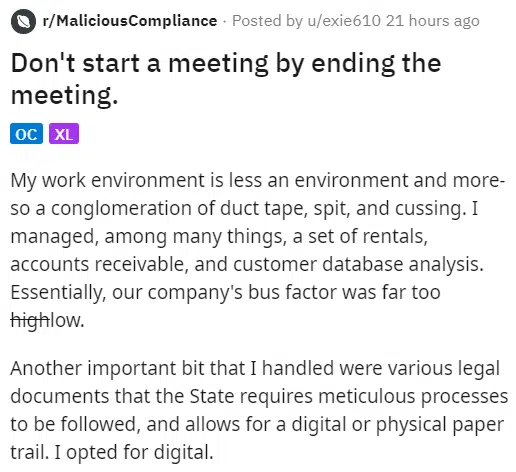 r/MaliciousCompliance · Posted by u/exie610 21 hours ago
Don't start a meeting by ending the
meeting.
OC XL
My work environment is less an environment and more-
so a conglomeration of duct tape, spit, and cussing. I
managed, among many things, a set of rentals,
accounts receivable, and customer database analysis.
Essentially, our company's bus factor was far too
highlow.
Another important bit that I handled were various legal
documents that the State requires meticulous processes
to be followed, and allows for a digital or physical paper
trail. I opted for digital.